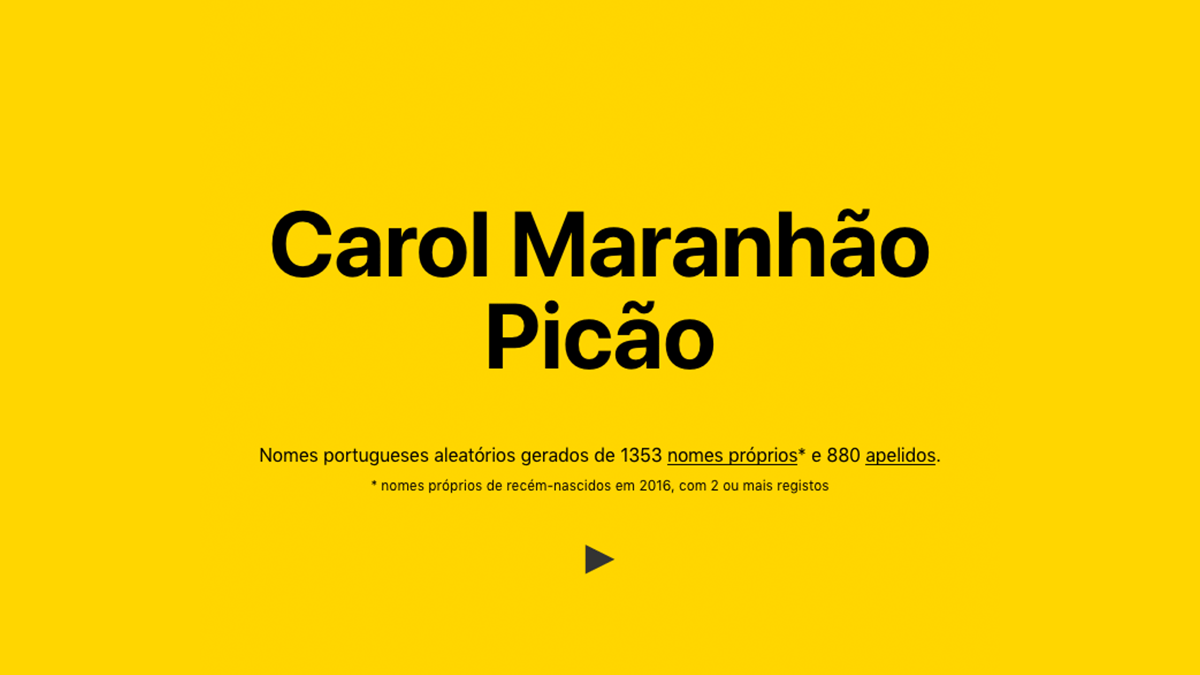 Carol Maranhão
Picão
Nomes portugueses aleatórios gerados de 1353 nomes próprios* e 880 apelidos.
* nomes próprios de recém-nascidos em 2016, com 2 ou mais registos